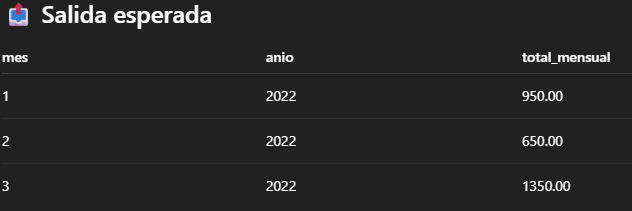 📤 Salida esperada
mes anio total_mensual
1 2022 950.00
2 2022 650.00
3 2022 1350.00